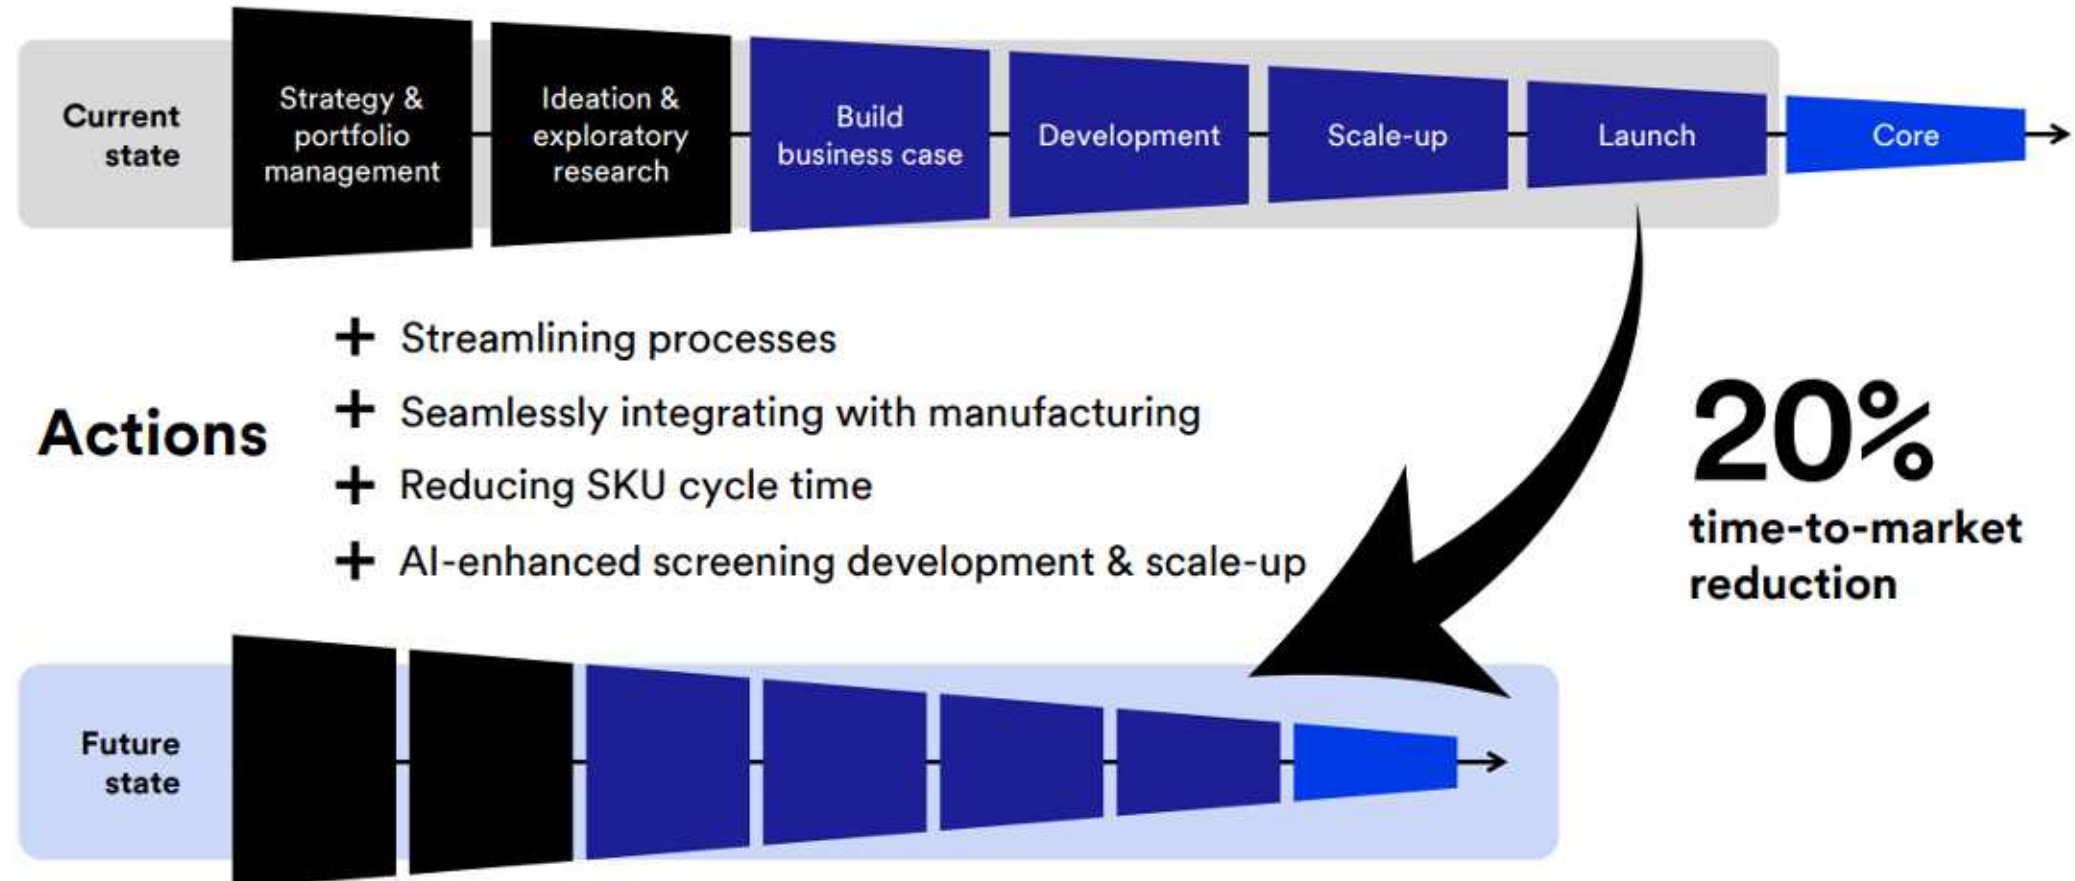 Current
state
Strategy &
portfolio
management
Ideation &
exploratory
research
Build
business case
Development
Scale-up
Launch
Core
Actions
+ Streamlining processes
+ Seamlessly integrating with manufacturing
+ Reducing SKU cycle time
+ AI-enhanced screening development & scale-up
20%
time-to-market
reduction
Future
state